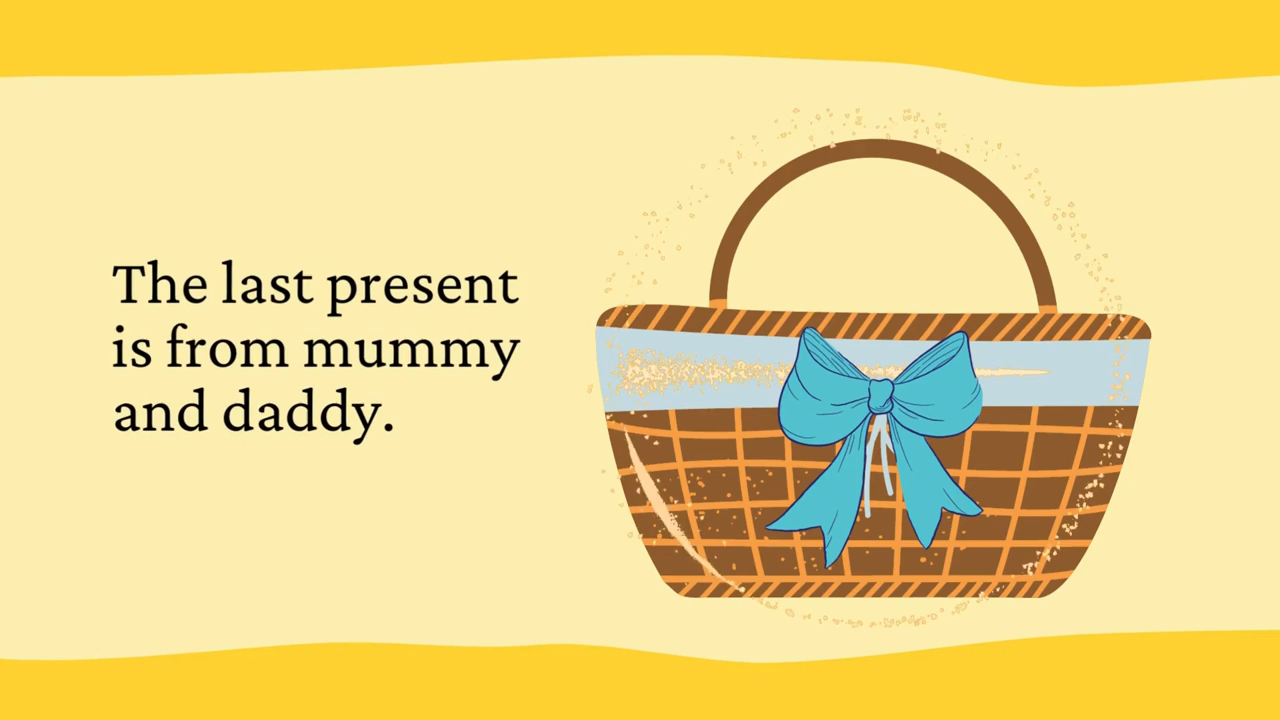 The last present
is from mummy
and daddy.